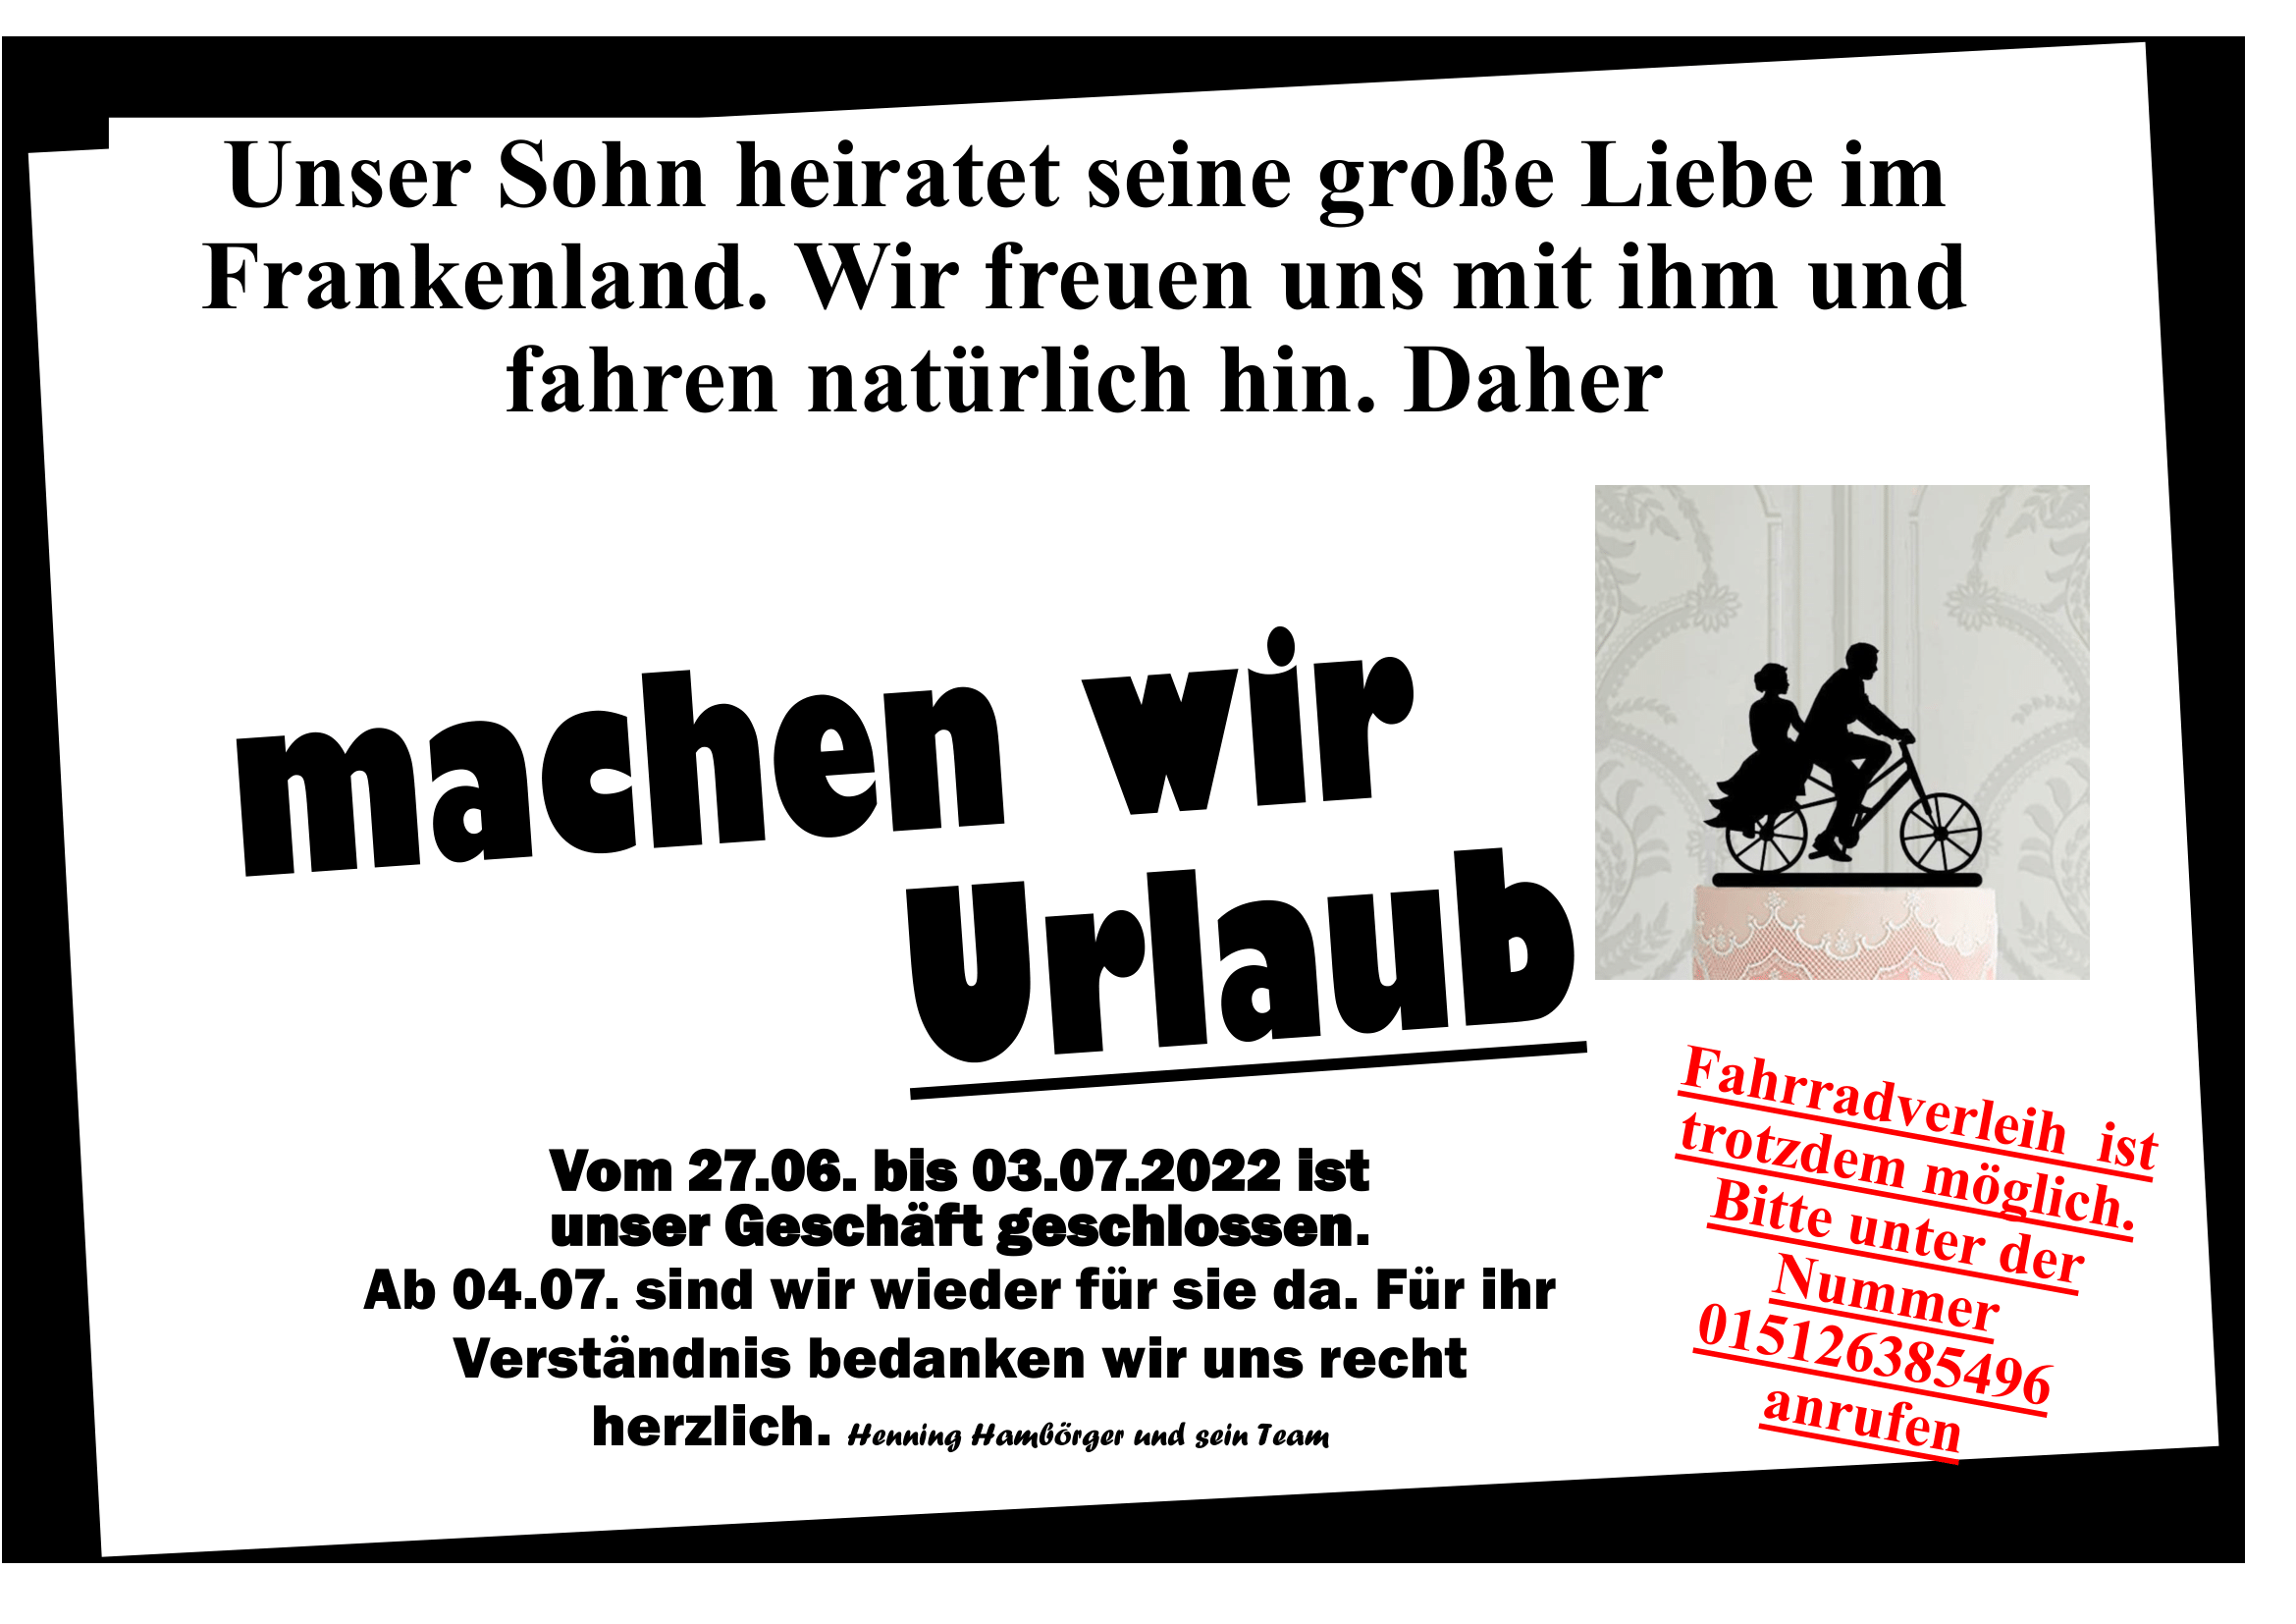 Unser Sohn heiratet seine große Liebe im
Frankenland. Wir freuen uns mit ihm und
fahren natürlich hin. Daher
machen wir
Urlaub
Vom 27.06. bis 03.07.2022 ist
unser Geschäft geschlossen.
Ab 04.07. sind wir wieder für sie da. Für ihr
Verständnis bedanken wir uns recht
herzlich. Henning Hambörger und sein Team
Fahrradverleih ist
trotzdem möglich.
Bitte unter der
Nummer
015126385496
anrufen